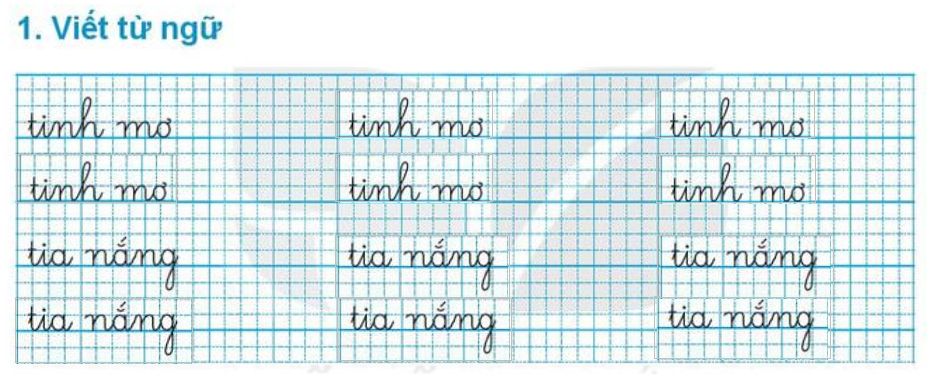 1. Viết từ ngữ
tinh mơ tinh mơ tinh mơ
tinh mơ tinh mơ tinh mơ
tia nắng tia nắng tia nắng
tia nắng tia nắng tia nắng